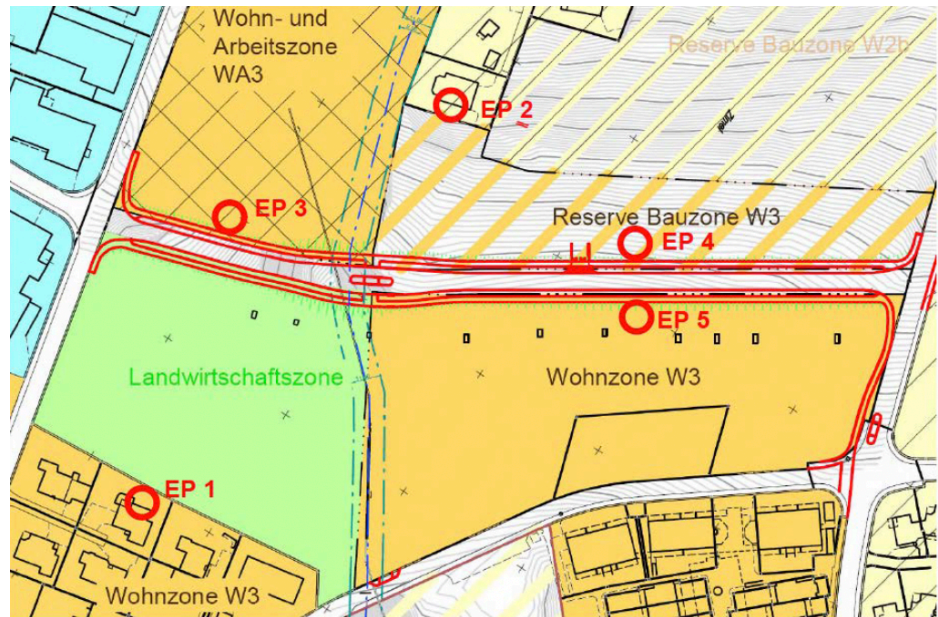 Wohn- und
Arbeitszone
WA3
Reserve Bauzone W2b
EP 2
EP 3
Reserve Bauzone W3
EP 4
EP 5
Landwirtschaftszone
Wohnzone W3
EP 1
Wohnzone W3